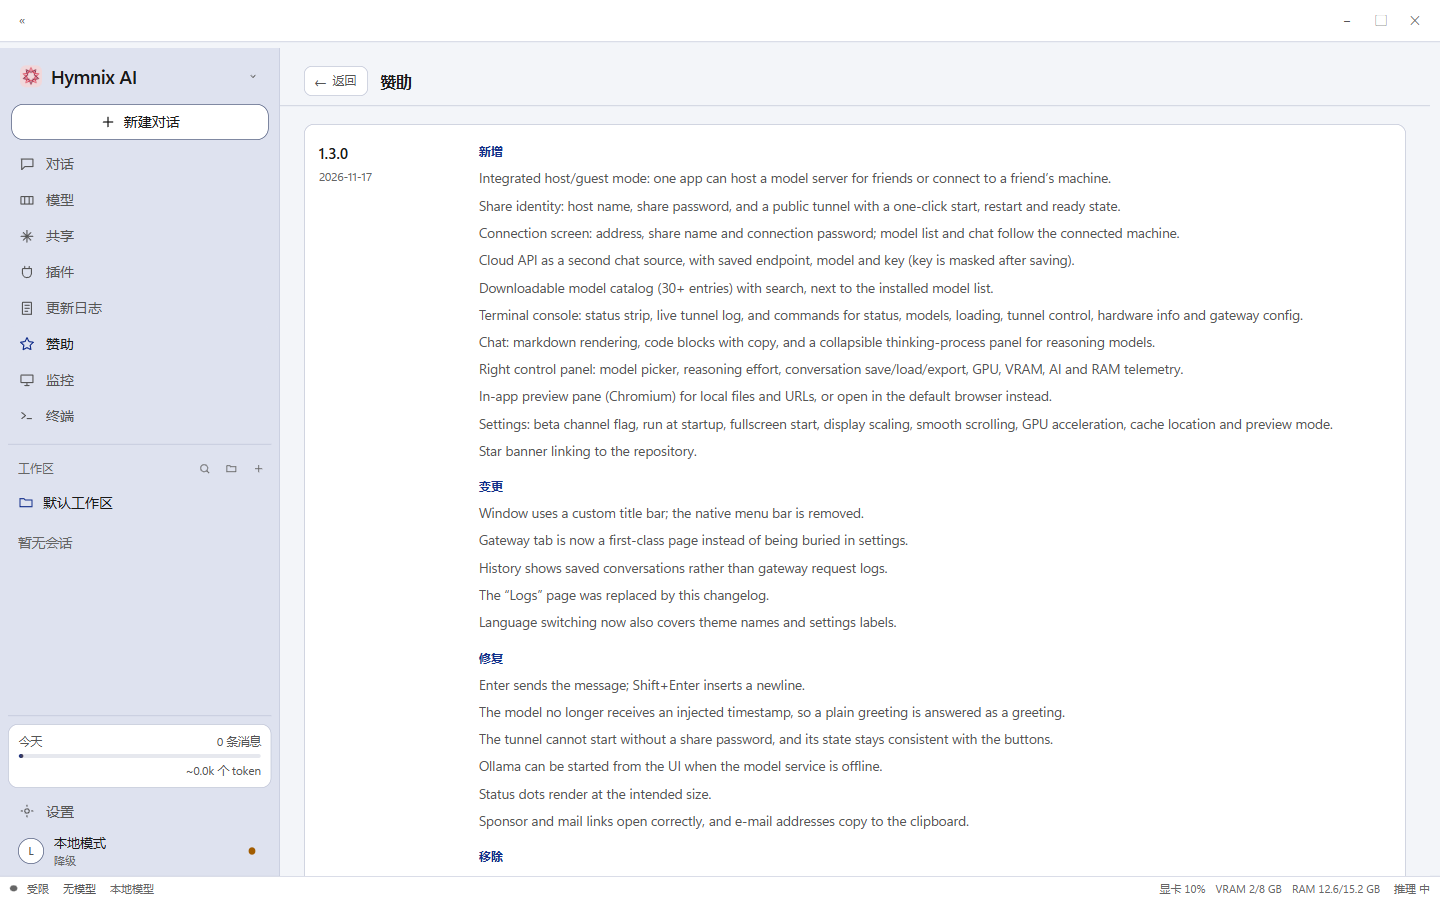 «
Hymnix AI
+ 新建对话
对话
模型
共享
插件
更新日志
赞助
监控
终端
工作区
默认工作区
暂无会话
今天 0 条消息
~0.0k 个 token
设置
L 本地模式
降级
← 返回 赞助
1.3.0
2026-11-17
新增
Integrated host/guest mode: one app can host a model server for friends or connect to a friend’s machine.
Share identity: host name, share password, and a public tunnel with a one-click start, restart and ready state.
Connection screen: address, share name and connection password; model list and chat follow the connected machine.
Cloud API as a second chat source, with saved endpoint, model and key (key is masked after saving).
Downloadable model catalog (30+ entries) with search, next to the installed model list.
Terminal console: status strip, live tunnel log, and commands for status, models, loading, tunnel control, hardware info and gateway config.
Chat: markdown rendering, code blocks with copy, and a collapsible thinking-process panel for reasoning models.
Right control panel: model picker, reasoning effort, conversation save/load/export, GPU, VRAM, AI and RAM telemetry.
In-app preview pane (Chromium) for local files and URLs, or open in the default browser instead.
Settings: beta channel flag, run at startup, fullscreen start, display scaling, smooth scrolling, GPU acceleration, cache location and preview mode.
Star banner linking to the repository.
变更
Window uses a custom title bar; the native menu bar is removed.
Gateway tab is now a first-class page instead of being buried in settings.
History shows saved conversations rather than gateway request logs.
The “Logs” page was replaced by this changelog.
Language switching now also covers theme names and settings labels.
修复
Enter sends the message; Shift+Enter inserts a newline.
The model no longer receives an injected timestamp, so a plain greeting is answered as a greeting.
The tunnel cannot start without a share password, and its state stays consistent with the buttons.
Ollama can be started from the UI when the model service is offline.
Status dots render at the intended size.
Sponsor and mail links open correctly, and e-mail addresses copy to the clipboard.
移除
受限 无模型 本地模型
显卡 10% VRAM 2/8 GB RAM 12.6/15.2 GB 推理 中